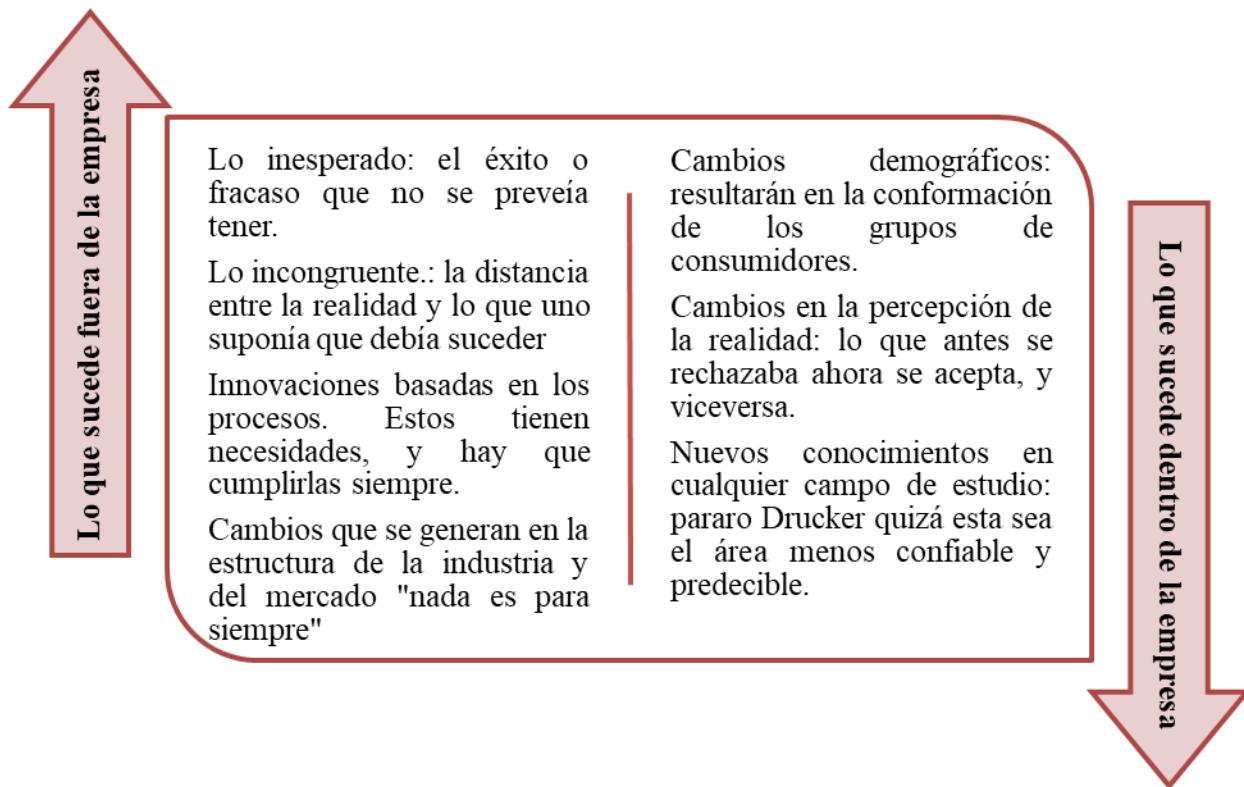 Lo que sucede fuera de la empresa
Lo inesperado: el éxito o
fracaso que no se preveía
tener.
Lo incongruente.: la distancia
entre la realidad y lo que uno
suponía que debía suceder
Innovaciones basadas en los
procesos. Estos tienen
necesidades, y hay que
cumplirlas siempre.
Cambios que se generan en la
estructura de la industria y
del mercado "nada es para
siempre"
Cambios demográficos:
resultarán en la conformación
de los grupos de
consumidores.
Cambios en la percepción de
la realidad: lo que antes se
rechazaba ahora se acepta, y
viceversa.
Nuevos conocimientos en
cualquier campo de estudio:
pararo Drucker quizá esta sea
el área menos confiable y
predecible.
Lo que sucede dentro de la empresa